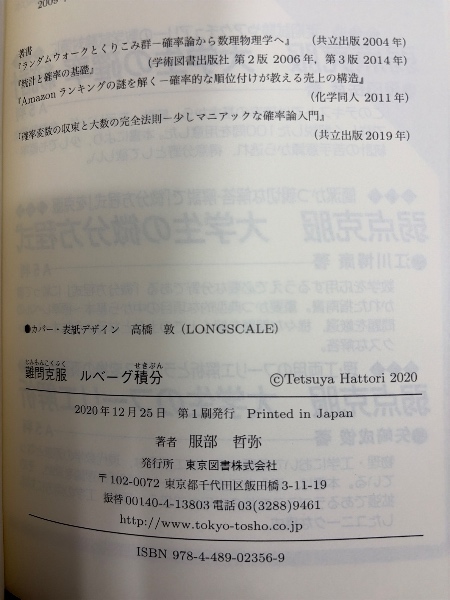 著書
『ランダムウォークとくりこみ群－確率論から数理物理学へ』 (共立出版 2004年)
『統計と確率の基礎』 (学術図書出版社 第2版 2006年，第3版 2014年)
『Amazonランキングの謎を解く－確率的な順位付けが教える売上の構造』
(化学同人 2011年)
『確率変数の収束と大数の完全法則－少しマニアックな確率論入門』
(共立出版 2019年)
●カバー・表紙デザイン 高橋 敦 (LONGSCALE)
なんもんこくふく せきぶん
難問克服 ルベーグ積分
©Tetsuya Hattori 2020
2020年12月25日 第1刷発行 Printed in Japan
著者 服部 哲弥
発行所 東京図書株式会社
〒102-0072 東京都千代田区飯田橋3-11-19
振替00140-4-13803 電話03(3288)9461
http://www.tokyo-tosho.co.jp
ISBN 978-4-489-02356-9